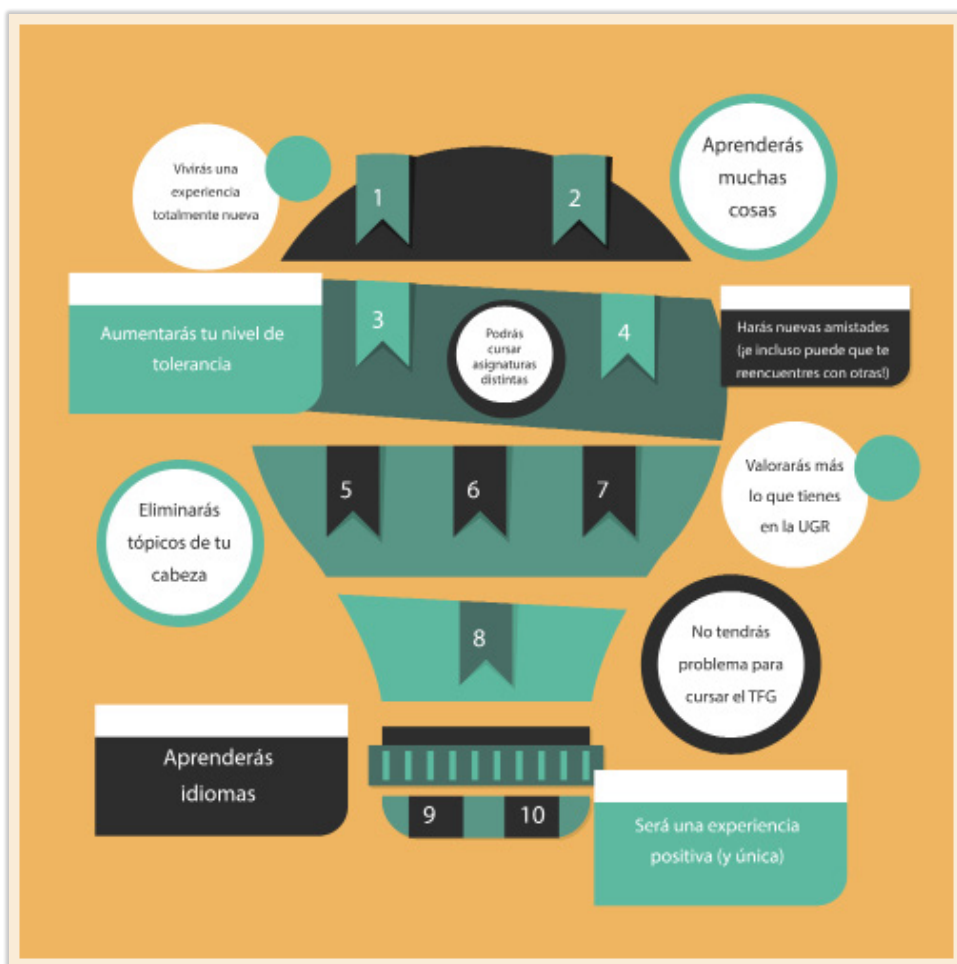 Vivirás una
experiencia
totalmente nueva
1
2
Aprenderás
muchas
cosas
Aumentarás tu nivel de
tolerancia
3
Podrás
cursar
asignaturas
distintas
4
Harás nuevas amistades
(¡e incluso puede que te
reencuentres con otras!)
Eliminarás
tópicos de tu
cabeza
5
6
7
Valorarás más
lo que tienes
en la UGR
8
No tendrás
problema para
cursar el TFG
Aprenderás
idiomas
9
10
Será una experiencia
positiva (y única)